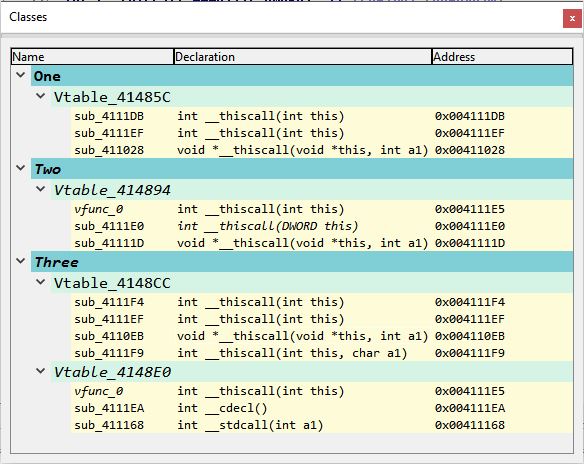 Classes
Name Declaration Address
One
Vtable_41485C
sub_4111DB int __thiscall(int this) 0x004111DB
sub_4111EF int __thiscall(int this) 0x004111EF
sub_411028 void *__thiscall(void *this, int a1) 0x00411028
Two
Vtable_414894
vfunc_0 int __thiscall(int this) 0x004111E5
sub_4111E0 int __thiscall(DWORD this) 0x004111E0
sub_41111D void *__thiscall(void *this, int a1) 0x0041111D
Three
Vtable_4148CC
sub_4111F4 int __thiscall(int this) 0x004111F4
sub_4111EF int __thiscall(int this) 0x004111EF
sub_4110EB void *__thiscall(void *this, int a1) 0x004110EB
sub_4111F9 int __thiscall(int this, char a1) 0x004111F9
Vtable_4148E0
vfunc_0 int __thiscall(int this) 0x004111E5
sub_4111EA int __cdecl() 0x004111EA
sub_411168 int __stdcall(int a1) 0x00411168